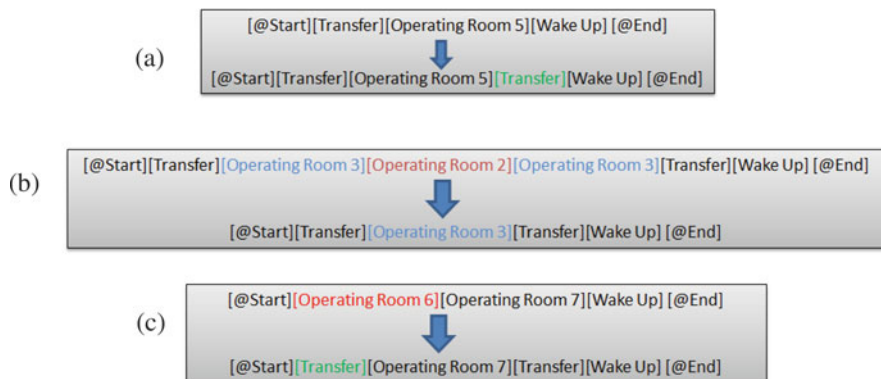 (a)
[@Start][Transfer][Operating Room 5][Wake Up] [@End]
[@Start][Transfer][Operating Room 5][Transfer][Wake Up] [@End]
(b)
[@Start][Transfer][Operating Room 3][Operating Room 2][Operating Room 3][Transfer][Wake Up] [@End]
[@Start][Transfer][Operating Room 3][Transfer][Wake Up] [@End]
(c)
[@Start][Operating Room 6][Operating Room 7][Wake Up] [@End]
[@Start][Transfer][Operating Room 7][Transfer][Wake Up] [@End]